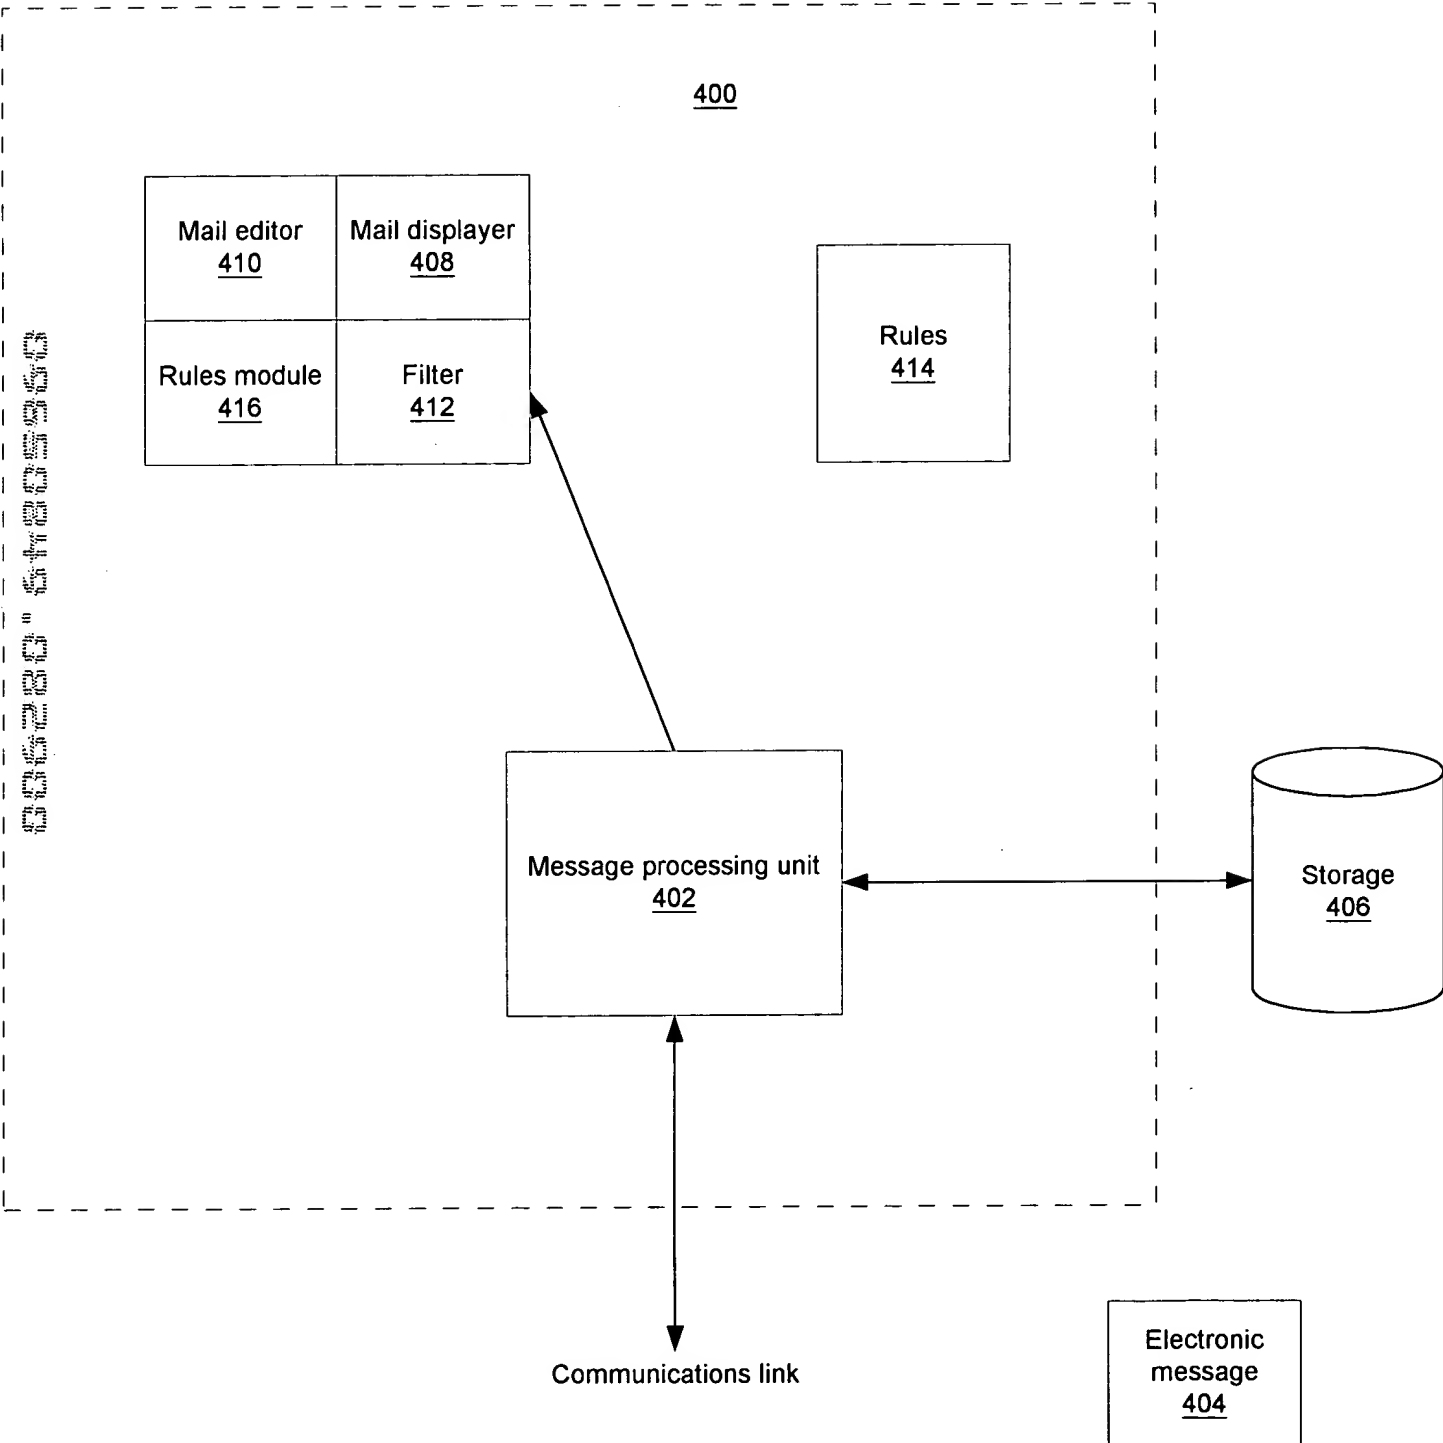 400
Mail editor
410
Mail displayer
408
Rules module
416
Filter
412
Rules
414
Message processing unit
402
Storage
406
Communications link
Electronic
message
404